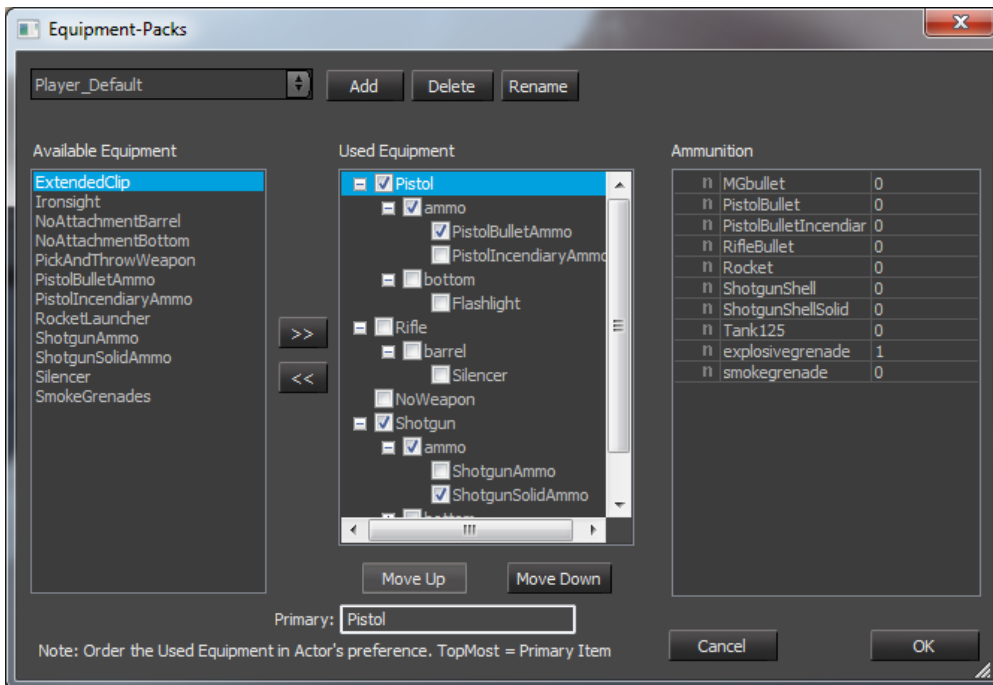 Equipment-Packs
Player_Default
Add
Delete
Rename
Available Equipment
ExtendedClip
Ironsight
NoAttachmentBarrel
NoAttachmentBottom
PickAndThrowWeapon
PistolBulletAmmo
PistolIncendiaryAmmo
RocketLauncher
ShotgunAmmo
ShotgunSolidAmmo
Silencer
SmokeGrenades
>>
<<
Used Equipment
Pistol
ammo
PistolBulletAmmo
PistolIncendiaryAmmo
bottom
Flashlight
Rifle
barrel
Silencer
NoWeapon
Shotgun
ammo
ShotgunAmmo
ShotgunSolidAmmo
Move Up
Move Down
Primary: Pistol
Note: Order the Used Equipment in Actor's preference. TopMost = Primary Item
Ammunition
n MGbullet 0
n PistolBullet 0
n PistolBulletIncendiar 0
n RifleBullet 0
n Rocket 0
n ShotgunShell 0
n ShotgunShellSolid 0
n Tank125 0
n explosivegrenade 1
n smokegrenade 0
Cancel
OK